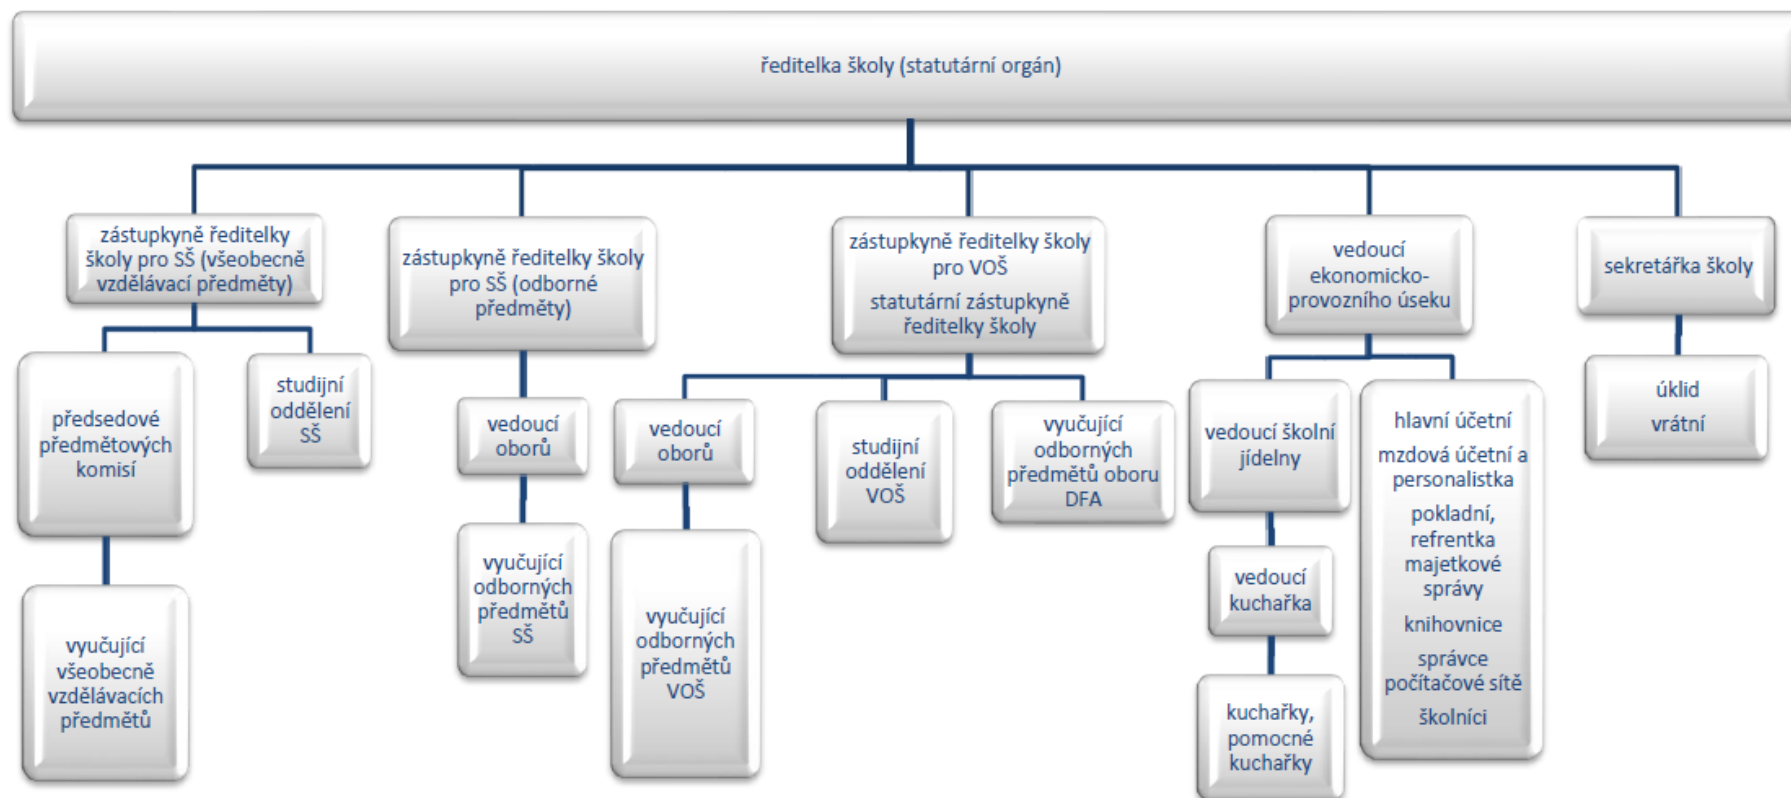 ředitelka školy (statutární orgán)
zástupkyně ředitelky
školy pro SŠ (všeobecně
vzdělávací předměty)
zástupkyně ředitelky školy
pro SŠ (odborné
předměty)
zástupkyně ředitelky školy
pro VOŠ
statutární zástupkyně
ředitelky školy
vedoucí
ekonomicko-
provozního úseku
sekretářka školy
předsedové
předmětových
komisí
studijní
oddělení
SŠ
vedoucí
oborů
vedoucí
oborů
studijní
oddělení
VOŠ
vyučující
odborných
předmětů oboru
DFA
vedoucí školní
jídelny
hlavní účetní
mzdová účetní a
personalistka
pokladní,
refrentka
majetkové
správy
knihovnice
správce
počítačové sítě
školníci
úklid
vrátní
vyučující
všeobecně
vzdělávacích
předmětů
vyučující
odborných
předmětů
SŠ
vyučující
odborných
předmětů
VOŠ
vedoucí
kuchařka
kuchařky,
pomocné
kuchařky